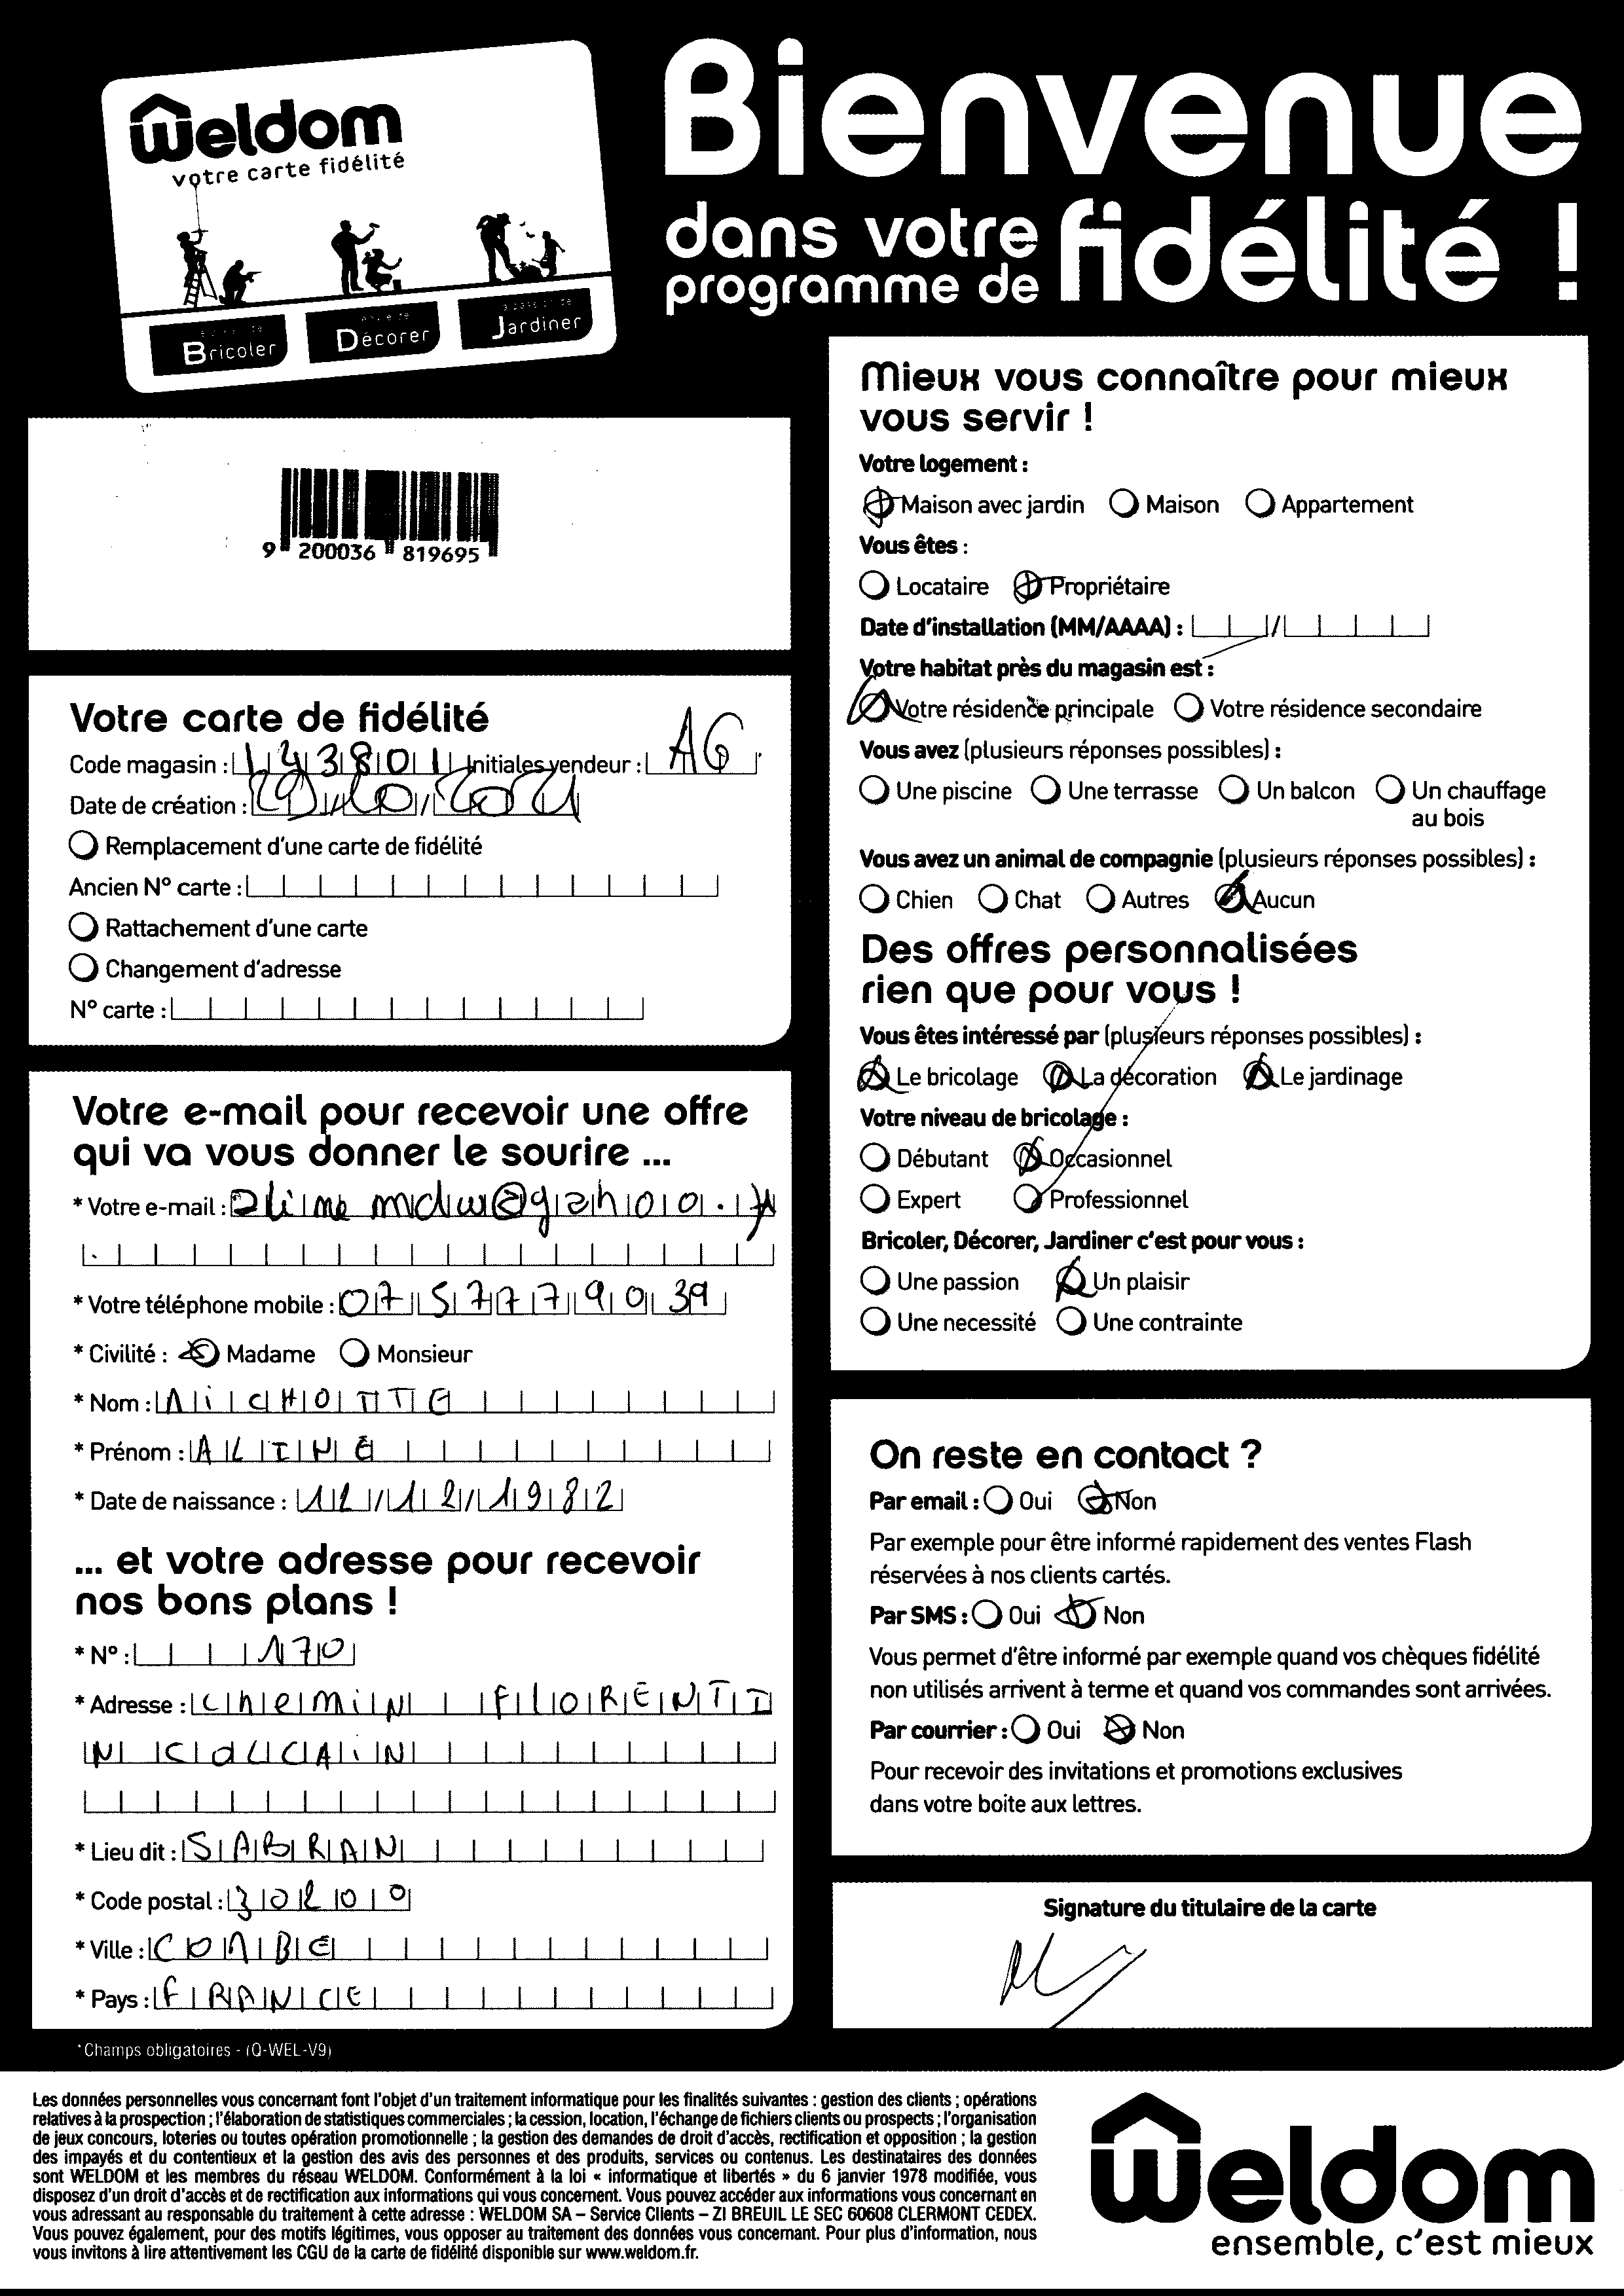 Weldom
votre carte fidélité
Bricoler
Décorer
Jardiner
Bienvenue
dans votre
programme de
fidélité !
9 200036 819695
Votre carte de fidélité
Code magasin : 143801 Initiales vendeur : AG
Date de création :
Remplacement d'une carte de fidélité
Ancien N° carte :
Rattachement d'une carte
Changement d'adresse
N° carte :
Votre e-mail pour recevoir une offre
qui va vous donner le sourire ...
* Votre e-mail :
* Votre téléphone mobile : 07 57 77 90 39
* Civilité : Madame Monsieur
* Nom : NiCHOTTE
* Prénom : ALINE
* Date de naissance : 12/12/1982
... et votre adresse pour recevoir
nos bons plans !
* N° : 170
* Adresse : chemiN FloRENTI
N
* Lieu dit : SABRAN
* Code postal : 30200
* Ville : COMBE
* Pays : FRANCE
*Champs obligatoires - (Q-WEL-V9)
Mieux vous connaître pour mieux
vous servir !
Votre logement :
Maison avec jardin Maison Appartement
Vous êtes :
Locataire Propriétaire
Date d'installation (MM/AAAA) : /
Votre habitat près du magasin est :
Votre résidence principale Votre résidence secondaire
Vous avez (plusieurs réponses possibles) :
Une piscine Une terrasse Un balcon Un chauffage
au bois
Vous avez un animal de compagnie (plusieurs réponses possibles) :
Chien Chat Autres Aucun
Des offres personnalisées
rien que pour vous !
Vous êtes intéressé par (plusieurs réponses possibles) :
Le bricolage La décoration Le jardinage
Votre niveau de bricolage :
Débutant Occasionnel
Expert Professionnel
Bricoler, Décorer, Jardiner c'est pour vous :
Une passion Un plaisir
Une necessité Une contrainte
On reste en contact ?
Par email : Oui Non
Par exemple pour être informé rapidement des ventes Flash
réservées à nos clients cartés.
Par SMS : Oui Non
Vous permet d'être informé par exemple quand vos chèques fidélité
non utilisés arrivent à terme et quand vos commandes sont arrivées.
Par courrier : Oui Non
Pour recevoir des invitations et promotions exclusives
dans votre boite aux lettres.
Signature du titulaire de la carte
Les données personnelles vous concernant font l'objet d'un traitement informatique pour les finalités suivantes : gestion des clients ; opérations
relatives à la prospection ; l'élaboration de statistiques commerciales ; la cession, location, l'échange de fichiers clients ou prospects ; l'organisation
de jeux concours, loteries ou toutes opération promotionnelle ; la gestion des demandes de droit d'accès, rectification et opposition ; la gestion
des impayés et du contentieux et la gestion des avis des personnes et des produits, services ou contenus. Les destinataires des données
sont WELDOM et les membres du réseau WELDOM. Conformément à la loi « informatique et libertés » du 6 janvier 1978 modifiée, vous
disposez d'un droit d'accès et de rectification aux informations qui vous concernent. Vous pouvez accéder aux informations vous concernant en
vous adressant au responsable du traitement à cette adresse : WELDOM SA – Service Clients – ZI BREUIL LE SEC 60608 CLERMONT CEDEX.
Vous pouvez également, pour des motifs légitimes, vous opposer au traitement des données vous concernant. Pour plus d'information, nous
vous invitons à lire attentivement les CGU de la carte de fidélité disponible sur www.weldom.fr.
Weldom
ensemble, c'est mieux